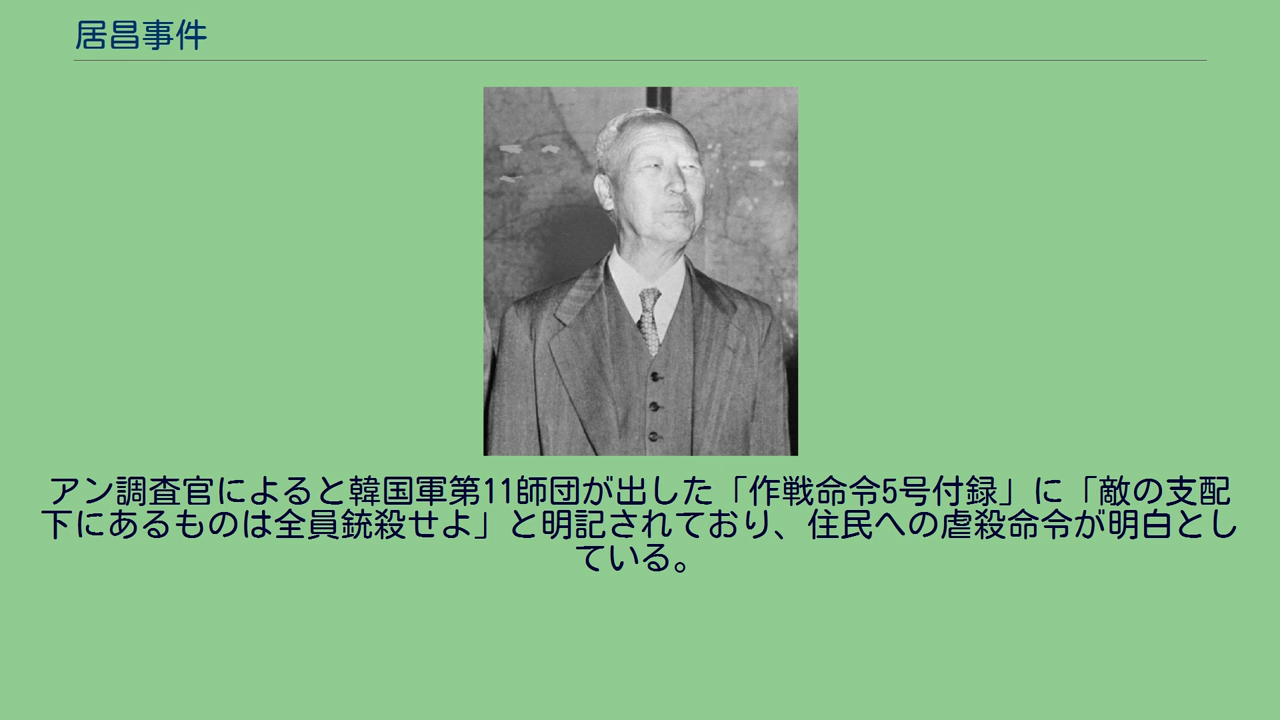 居昌事件
アン調査官によると韓国軍第11師団が出した「作戦命令5号付録」に「敵の支配
下にあるものは全員銃殺せよ」と明記されており、住民への虐殺命令が明白とし
ている。